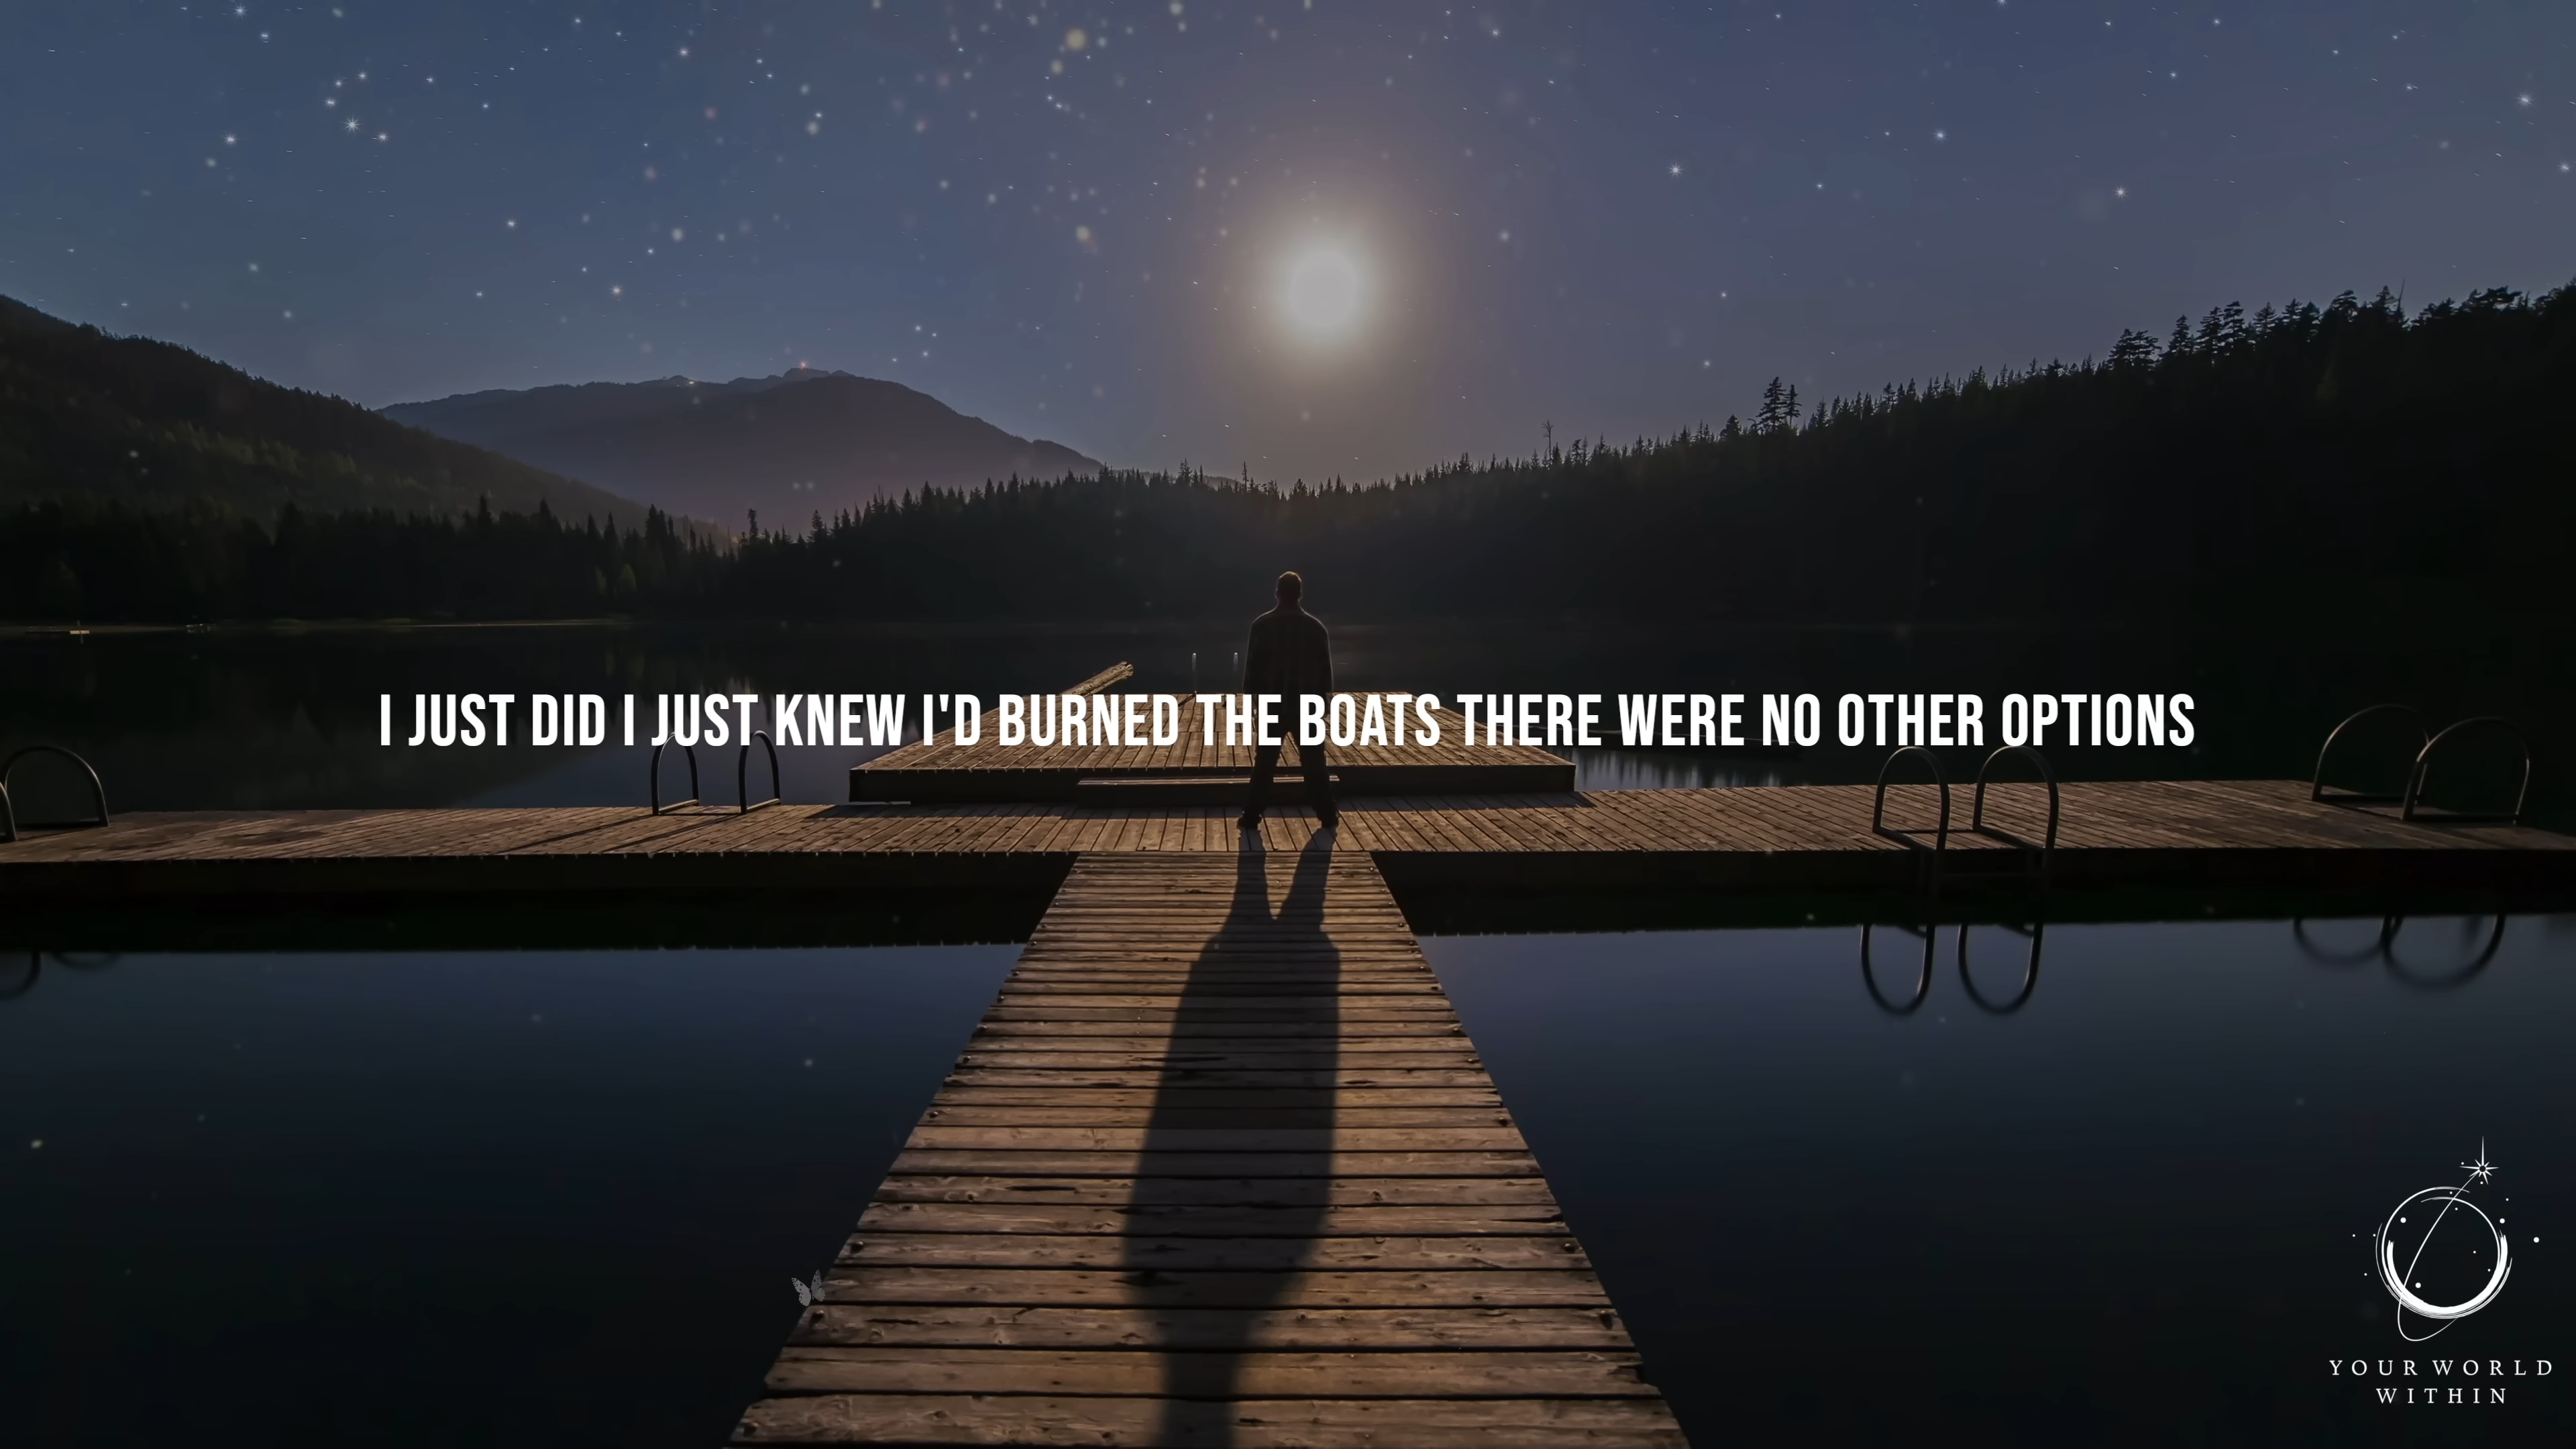 I JUST DID I JUST KNEW I'D BURNED THE BOATS THERE WERE NO OTHER OPTIONS
YOUR WORLD
WITHIN